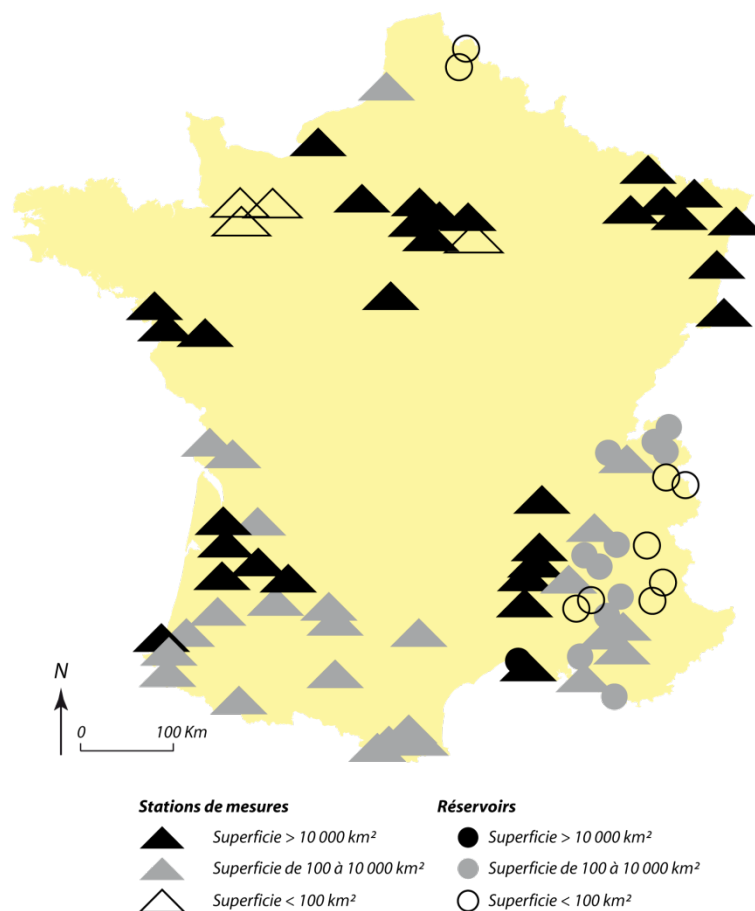 N
0 100 Km
Stations de mesures Réservoirs
Superficie > 10 000 km² Superficie > 10 000 km²
Superficie de 100 à 10 000 km² Superficie de 100 à 10 000 km²
Superficie < 100 km² Superficie < 100 km²